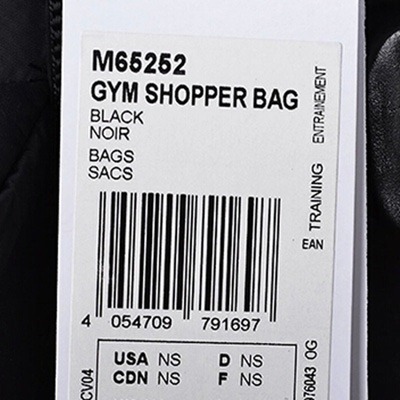 M65252
GYM SHOPPER BAG
BLACK
NOIR
BAGS
SACS
TRAINING ENTRAINEMENT
EAN
4 054709 791697
USA NS D NS
CDN NS F NS
CV04
976043 OG